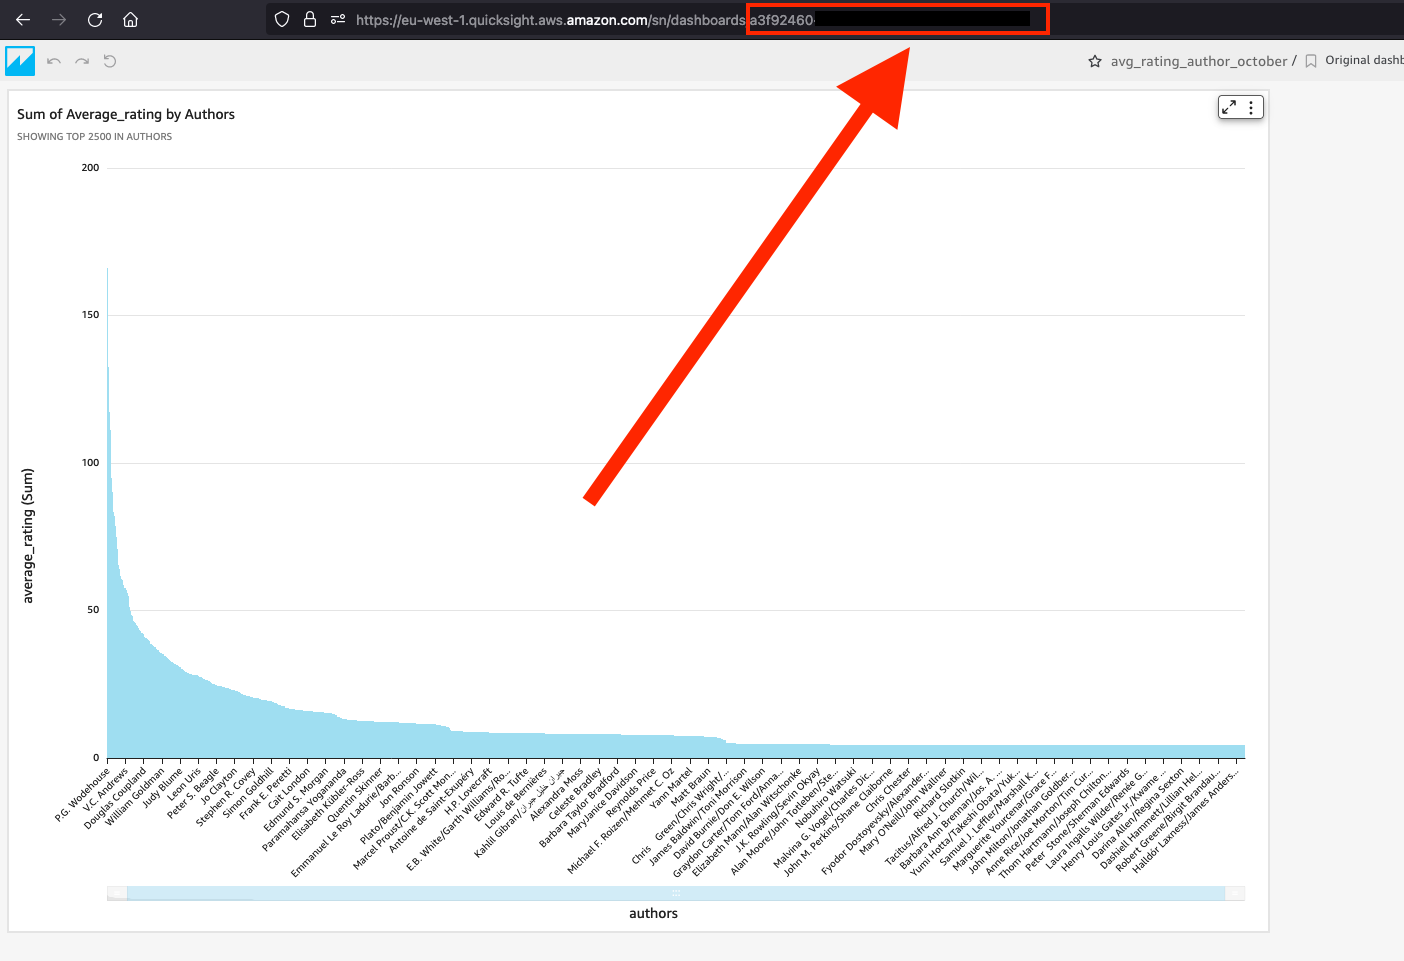 https://eu-west-1.quicksight.aws.amazon.com/sn/dashboards/a3f92460-
avg_rating_author_october /
Original dashb
Sum of Average_rating by Authors
SHOWING TOP 2500 IN AUTHORS
200
150
100
50
0
average_rating (Sum)
P.G. Wodehouse
V.C. Andrews
Douglas Coupland
William Goldman
Judy Blume
Leon Uris
Peter S. Beagle
Jo Clayton
Stephen R. Covey
Simon Goldhill
Frank E. Peretti
Cait London
Edmund S. Morgan
Paramahansa Yogananda
Elisabeth Kübler-Ross
Quentin Skinner
Emmanuel Le Roy Ladurie/Barb...
Jon Ronson
Plato/Benjamin Jowett
Marcel Proust/C.K. Scott Mon...
Antoine de Saint-Exupéry
H.P. Lovecraft
E.B. White/Garth Williams/Ro...
Edward R. Tufte
Louis de Bernières
Kahlil Gibran/جبران خليل جبران
Alexandra Moss
Celeste Bradley
Barbara Taylor Bradford
MaryJanice Davidson
Reynolds Price
Michael F. Roizen/Mehmet C. Oz
Yann Martel
Matt Braun
Chris Green/Chris Wright/...
James Baldwin/Toni Morrison
David Burnie/Don E. Wilson
Graydon Carter/Tom Ford/Anna...
Elizabeth Mann/Alan Witschonke
J.K. Rowling/Sevin Okyay
Alan Moore/John Totleben/Ste...
Nobuhiro Watsuki
Malvina G. Vogel/Charles Dic...
John M. Perkins/Shane Claiborne
Chris Chester
Fyodor Dostoyevsky/Alexander...
Mary O'Neill/John Wallner
Richard Slotkin
Tacitus/Alfred J. Church/Wil...
Barbara Ann Brennan/Jos. A. ...
Yumi Hotta/Takeshi Obata/Yuk...
Samuel J. Leffler/Marshall K...
Marguerite Yourcenar/Grace F...
John Milton/Jonathan Goldber...
Anne Rice/Joe Morton/Tim Cur...
Thom Hartmann/Joseph Chilton...
Peter Stone/Sherman Edwards
Laura Ingalls Wilder/Renée G...
Henry Louis Gates Jr./Kwame...
Darina Allen/Regina Sexton
Dashiell Hammett/Lillian Hel...
Robert Greene/Birgit Brandau...
Halldór Laxness/James Anders...
authors